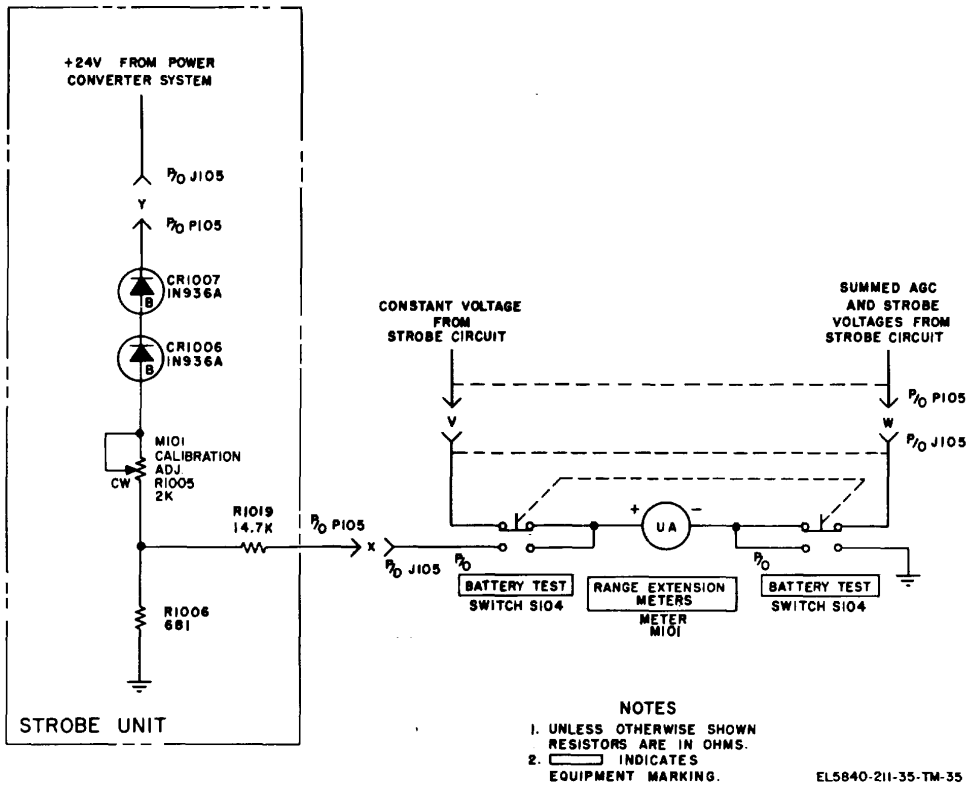 +24V FROM POWER
CONVERTER SYSTEM
P/O J105
Y
P/O P105
CR1007
1N936A
B
CR1006
1N936A
B
M101
CALIBRATION
ADJ.
R1005
2K
CW
R1019
14.7K
P/O P105
X
P/O J105
R1006
681
STROBE UNIT
CONSTANT VOLTAGE
FROM
STROBE CIRCUIT
SUMMED AGC
AND STROBE
VOLTAGES FROM
STROBE CIRCUIT
P/O P105
V
W
P/O J105
+
UA
−
P/O
BATTERY TEST
SWITCH S104
RANGE EXTENSION
METERS
METER
M101
P/O
BATTERY TEST
SWITCH S104
NOTES
1. UNLESS OTHERWISE SHOWN
RESISTORS ARE IN OHMS.
2. INDICATES
EQUIPMENT MARKING.
EL5840-211-35-TM-35